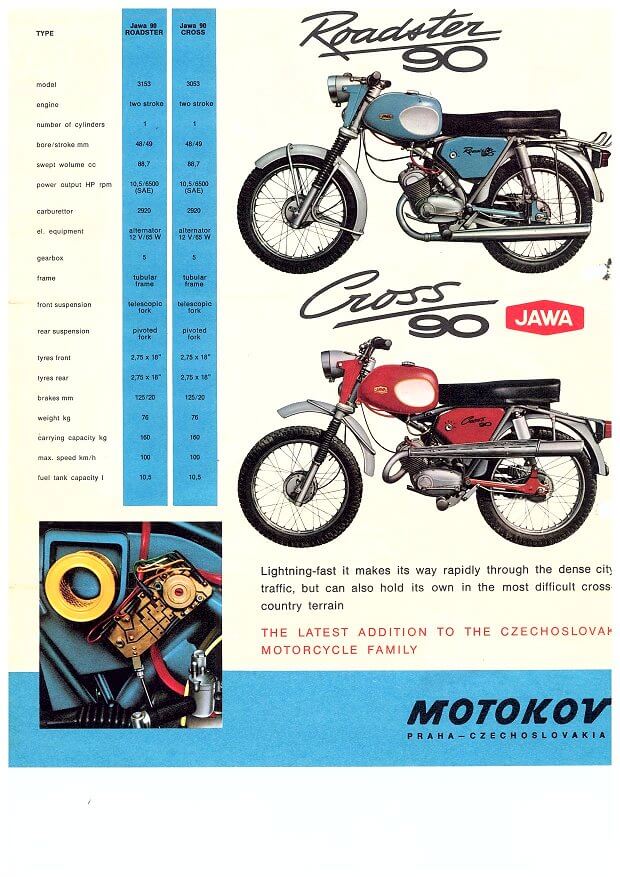 TYPE
Jawa 90 ROADSTER
Jawa 90 CROSS
model 3153 3053
engine two stroke two stroke
number of cylinders 1 1
bore/stroke mm 48/49 48/49
swept wolume cc 88,7 88,7
power output HP rpm 10,5/6500 (SAE) 10,5/6500 (SAE)
carburettor 2920 2920
el. equipment alternator 12 V/65 W alternator 12 V/65 W
gearbox 5 5
frame tubular frame tubular frame
front suspension telescopic fork telescopic fork
rear suspension pivoted fork pivoted fork
tyres front 2,75 x 18" 2,75 x 18"
tyres rear 2,75 x 18" 2,75 x 18"
brakes mm 125/20 125/20
weight kg 76 76
carrying capacity kg 160 160
max. speed km/h 100 100
fuel tank capacity l 10,5 10,5
Roadster
90
Roadster
90
Cross
90
JAWA
Cross
90
Lightning-fast it makes its way rapidly through the dense city
traffic, but can also hold its own in the most difficult cross-
country terrain
THE LATEST ADDITION TO THE CZECHOSLOVAK
MOTORCYCLE FAMILY
MOTOKOV
PRAHA – CZECHOSLOVAKIA